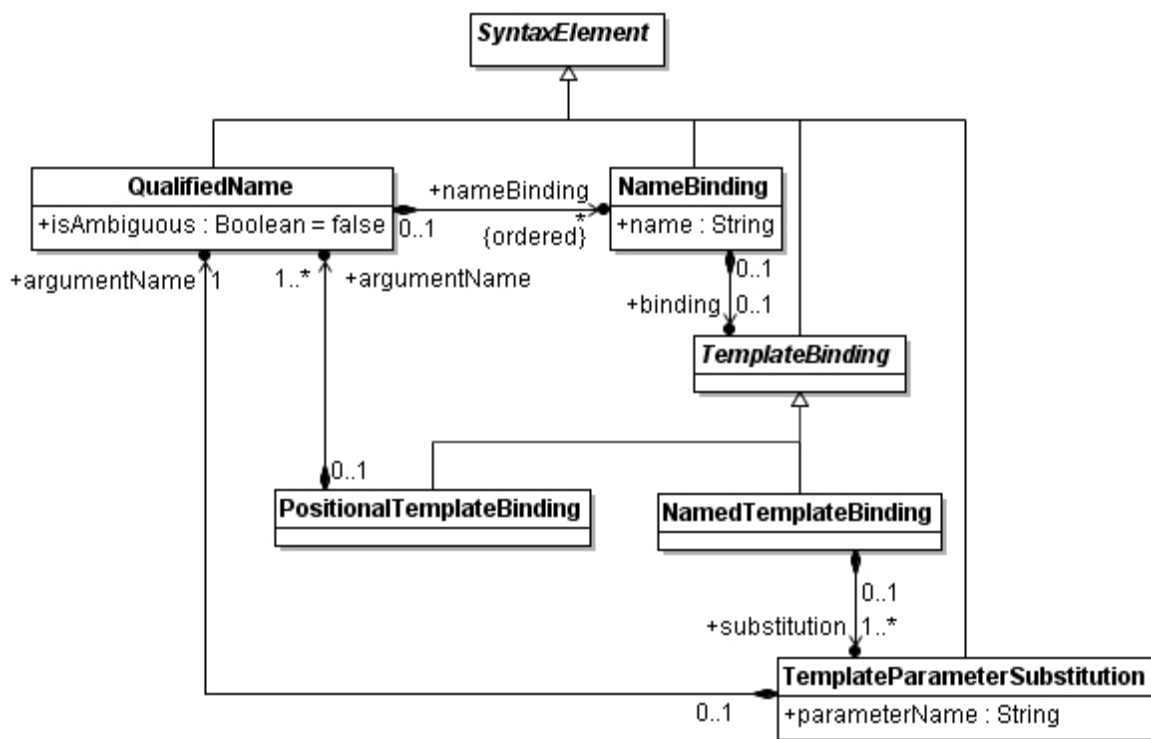 SyntaxElement
QualifiedName
+isAmbiguous : Boolean = false
+nameBinding
0..1
*
{ordered}
NameBinding
+name : String
+argumentName
1
1..*
+argumentName
0..1
+binding
0..1
TemplateBinding
0..1
PositionalTemplateBinding
NamedTemplateBinding
0..1
+substitution
1..*
TemplateParameterSubstitution
+parameterName : String
0..1